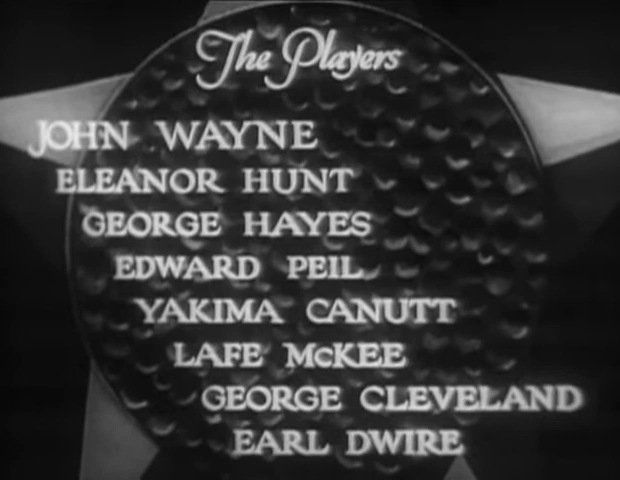 The Players
JOHN WAYNE
ELEANOR HUNT
GEORGE HAYES
EDWARD PEIL
YAKIMA CANUTT
LAFE McKEE
GEORGE CLEVELAND
EARL DWIRE